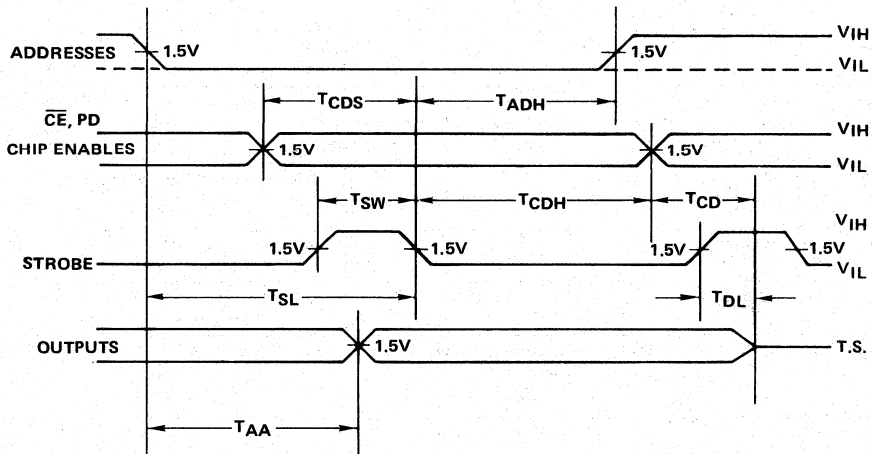 ADDRESSES 1.5V 1.5V VIH
VIL
TCDS TADH
CE, PD
CHIP ENABLES 1.5V 1.5V VIH
VIL
TSW TCDH TCD
VIH
STROBE 1.5V 1.5V 1.5V 1.5V
VIL
TSL TDL
OUTPUTS 1.5V T.S.
TAA